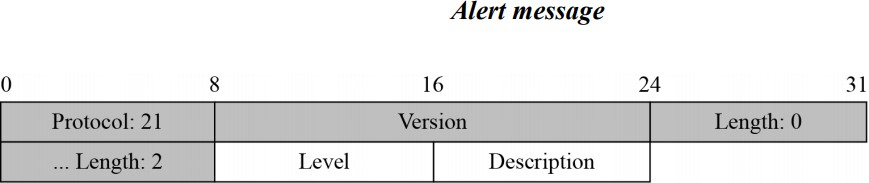 Alert message
0 8 16 24 31
Protocol: 21 Version Length: 0
... Length: 2 Level Description